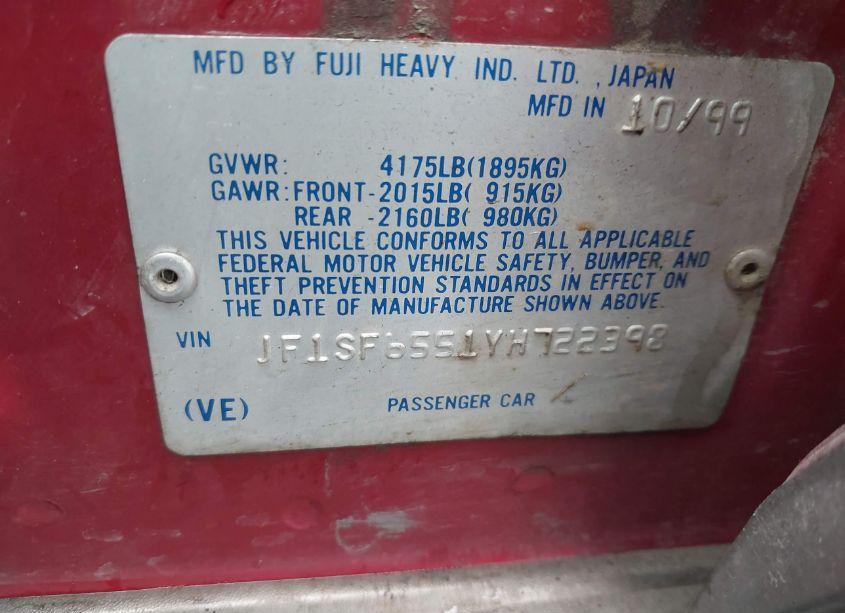 MFD BY FUJI HEAVY IND. LTD. , JAPAN
MFD IN 10/99
GVWR: 4175LB(1895KG)
GAWR:FRONT-2015LB( 915KG)
REAR -2160LB( 980KG)
THIS VEHICLE CONFORMS TO ALL APPLICABLE
FEDERAL MOTOR VEHICLE SAFETY, BUMPER, AND
THEFT PREVENTION STANDARDS IN EFFECT ON
THE DATE OF MANUFACTURE SHOWN ABOVE.
VIN JF1SF6551YH722398
(VE) PASSENGER CAR